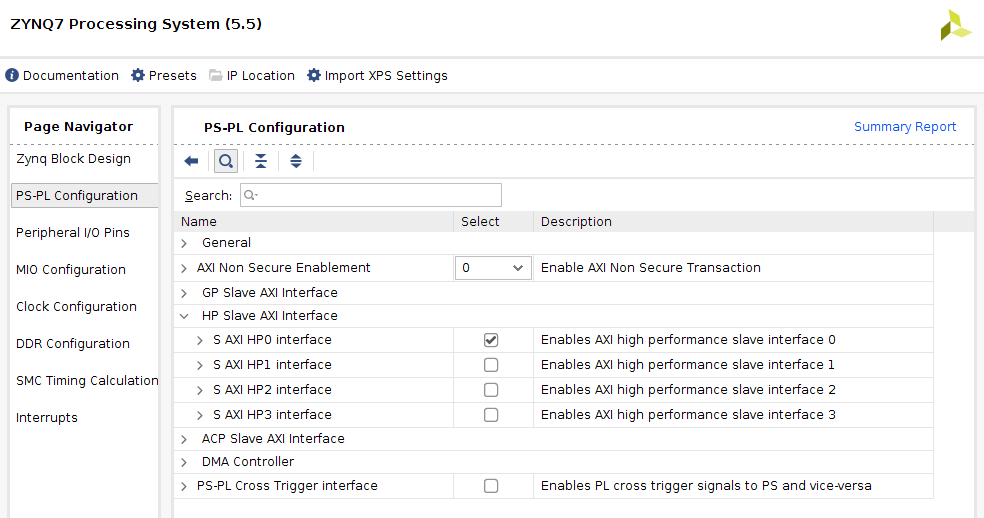 ZYNQ7 Processing System (5.5)
Documentation Presets IP Location Import XPS Settings
Page Navigator
Zynq Block Design
PS-PL Configuration
Peripheral I/O Pins
MIO Configuration
Clock Configuration
DDR Configuration
SMC Timing Calculation
Interrupts
PS-PL Configuration Summary Report
Search:
Name Select Description
General
AXI Non Secure Enablement 0 Enable AXI Non Secure Transaction
GP Slave AXI Interface
HP Slave AXI Interface
S AXI HP0 interface Enables AXI high performance slave interface 0
S AXI HP1 interface Enables AXI high performance slave interface 1
S AXI HP2 interface Enables AXI high performance slave interface 2
S AXI HP3 interface Enables AXI high performance slave interface 3
ACP Slave AXI Interface
DMA Controller
PS-PL Cross Trigger interface Enables PL cross trigger signals to PS and vice-versa